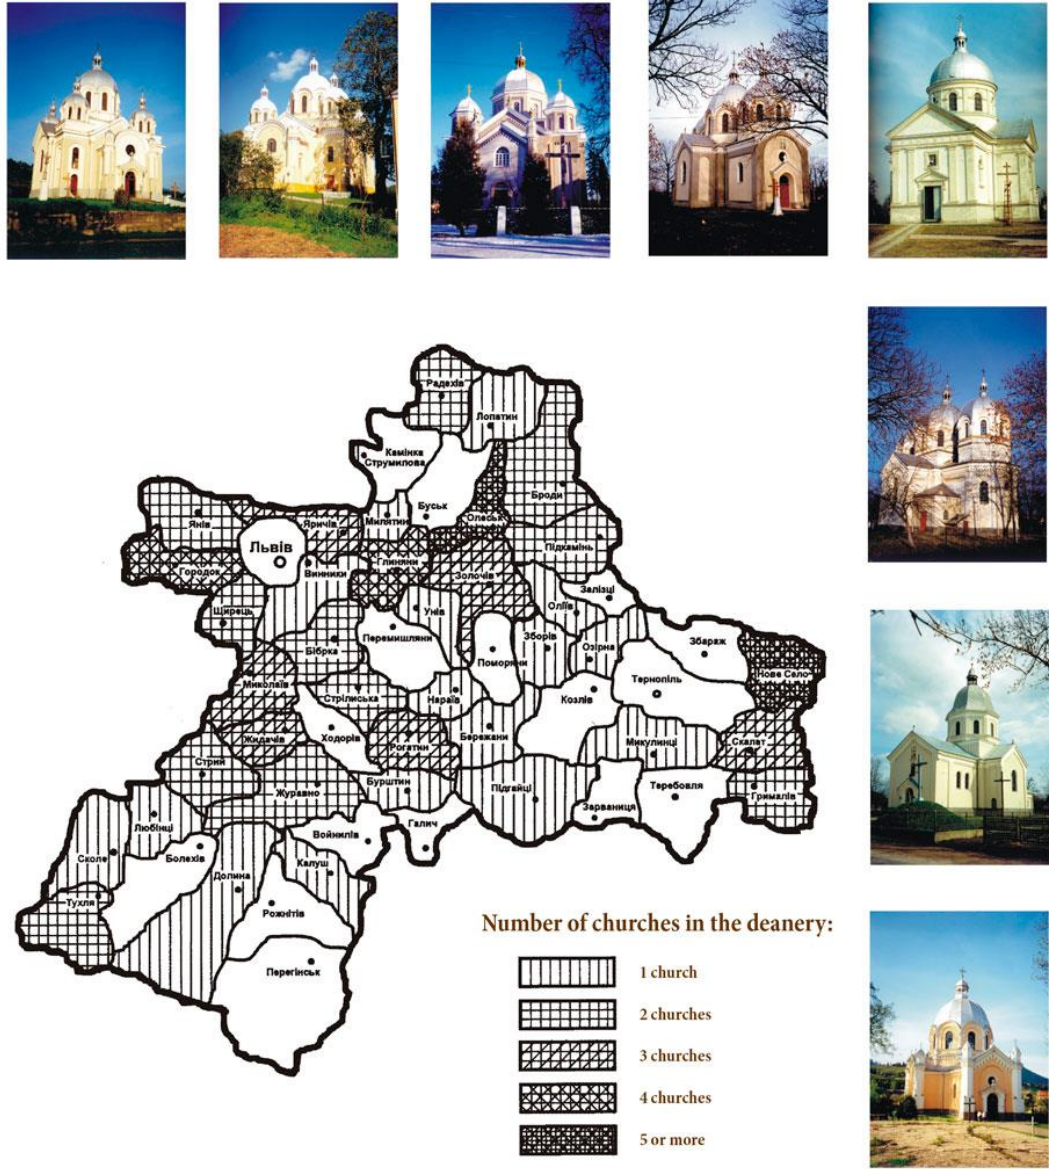 Радехів
Лопатин
Камінка
Струмилова
Броди
Буськ
Милятин
Олеськ
Янів
Яричів
Львів
Підкамінь
Глиняни
Городок
Винники
Золочів
Залізці
Щирець
Унів
Оліїв
Перемишляни
Зборів
Збараж
Бібрка
Озірна
Поморяни
Нове Село
Миколаїв
Тернопіль
Стрілиська
Нараїв
Козлів
Ходорів
Бережани
Жидачів
Рогатин
Микулинці
Скалат
Стрий
Бурштин
Журавно
Підгайці
Теребовля
Грималів
Зарваниця
Галич
Любінці
Войнилів
Сколе
Болехів
Калуш
Долина
Тухля
Рожнітів
Перегінськ
Number of churches in the deanery:
1 church
2 churches
3 churches
4 churches
5 or more